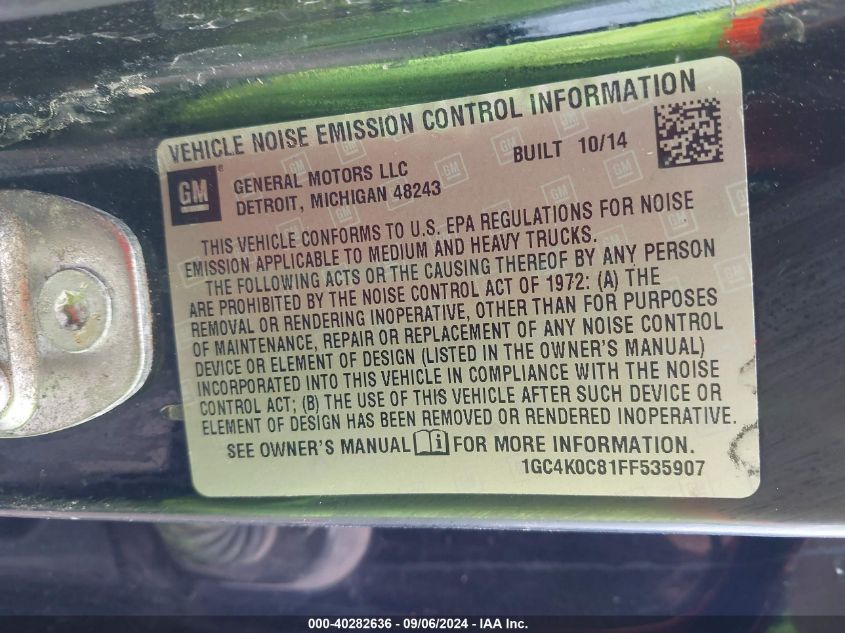 VEHICLE NOISE EMISSION CONTROL INFORMATION
GM ®
GENERAL MOTORS LLC
DETROIT, MICHIGAN 48243
BUILT 10/14
THIS VEHICLE CONFORMS TO U.S. EPA REGULATIONS FOR NOISE
EMISSION APPLICABLE TO MEDIUM AND HEAVY TRUCKS.
THE FOLLOWING ACTS OR THE CAUSING THEREOF BY ANY PERSON
ARE PROHIBITED BY THE NOISE CONTROL ACT OF 1972: (A) THE
REMOVAL OR RENDERING INOPERATIVE, OTHER THAN FOR PURPOSES
OF MAINTENANCE, REPAIR OR REPLACEMENT OF ANY NOISE CONTROL
DEVICE OR ELEMENT OF DESIGN (LISTED IN THE OWNER'S MANUAL)
INCORPORATED INTO THIS VEHICLE IN COMPLIANCE WITH THE NOISE
CONTROL ACT; (B) THE USE OF THIS VEHICLE AFTER SUCH DEVICE OR
ELEMENT OF DESIGN HAS BEEN REMOVED OR RENDERED INOPERATIVE.
SEE OWNER'S MANUAL FOR MORE INFORMATION.
1GC4K0C81FF535907
000-40282636 - 09/06/2024 - IAA Inc.